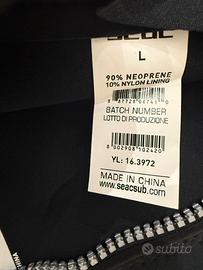 SEAC
L
90% NEOPRENE
10% NYLON LINING
BATCH NUMBER
LOTTO DI PRODUZIONE
8 002908 102420
YL: 16.3972
MADE IN CHINA
www.seacsub.com
subito